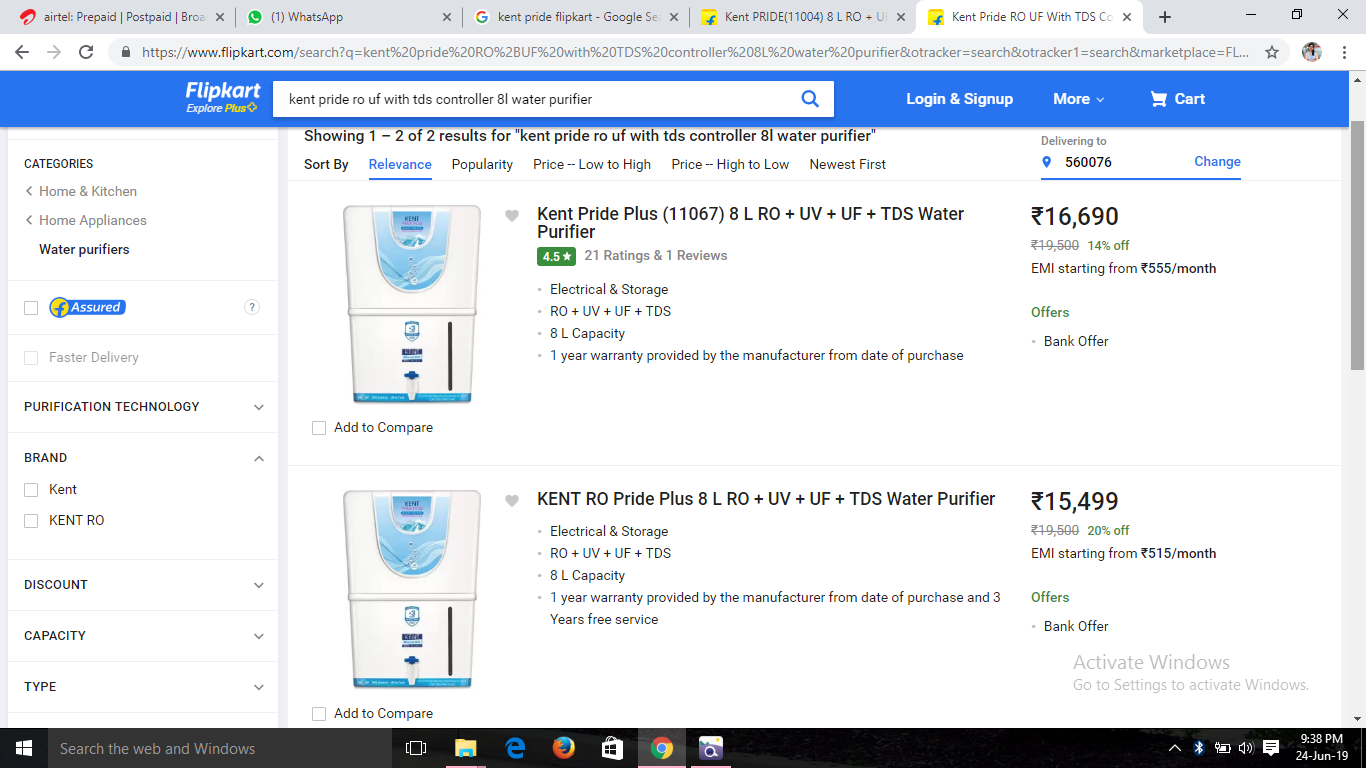 airtel: Prepaid | Postpaid | Broa
(1) WhatsApp
kent pride flipkart - Google Sea
Kent PRIDE(11004) 8 L RO + UF
Kent Pride RO UF With TDS Co
https://www.flipkart.com/search?q=kent%20pride%20RO%2BUF%20with%20TDS%20controller%208L%20water%20purifier&otracker=search&otracker1=search&marketplace=FL...
Flipkart
Explore Plus
kent pride ro uf with tds controller 8l water purifier
Login & Signup
More
Cart
Showing 1 – 2 of 2 results for "kent pride ro uf with tds controller 8l water purifier"
Sort By Relevance Popularity Price -- Low to High Price -- High to Low Newest First
Delivering to
560076 Change
CATEGORIES
Home & Kitchen
Home Appliances
Water purifiers
Assured
?
Faster Delivery
PURIFICATION TECHNOLOGY
BRAND
Kent
KENT RO
DISCOUNT
CAPACITY
TYPE
KENT
Kent Pride Plus (11067) 8 L RO + UV + UF + TDS Water
Purifier
4.5 ★ 21 Ratings & 1 Reviews
Electrical & Storage
RO + UV + UF + TDS
8 L Capacity
1 year warranty provided by the manufacturer from date of purchase
₹16,690
₹19,500 14% off
EMI starting from ₹555/month
Offers
Bank Offer
Add to Compare
KENT
KENT RO Pride Plus 8 L RO + UV + UF + TDS Water Purifier
Electrical & Storage
RO + UV + UF + TDS
8 L Capacity
1 year warranty provided by the manufacturer from date of purchase and 3
Years free service
₹15,499
₹19,500 20% off
EMI starting from ₹515/month
Offers
Bank Offer
Add to Compare
Activate Windows
Go to Settings to activate Windows.
Search the web and Windows
9:38 PM
24-Jun-19